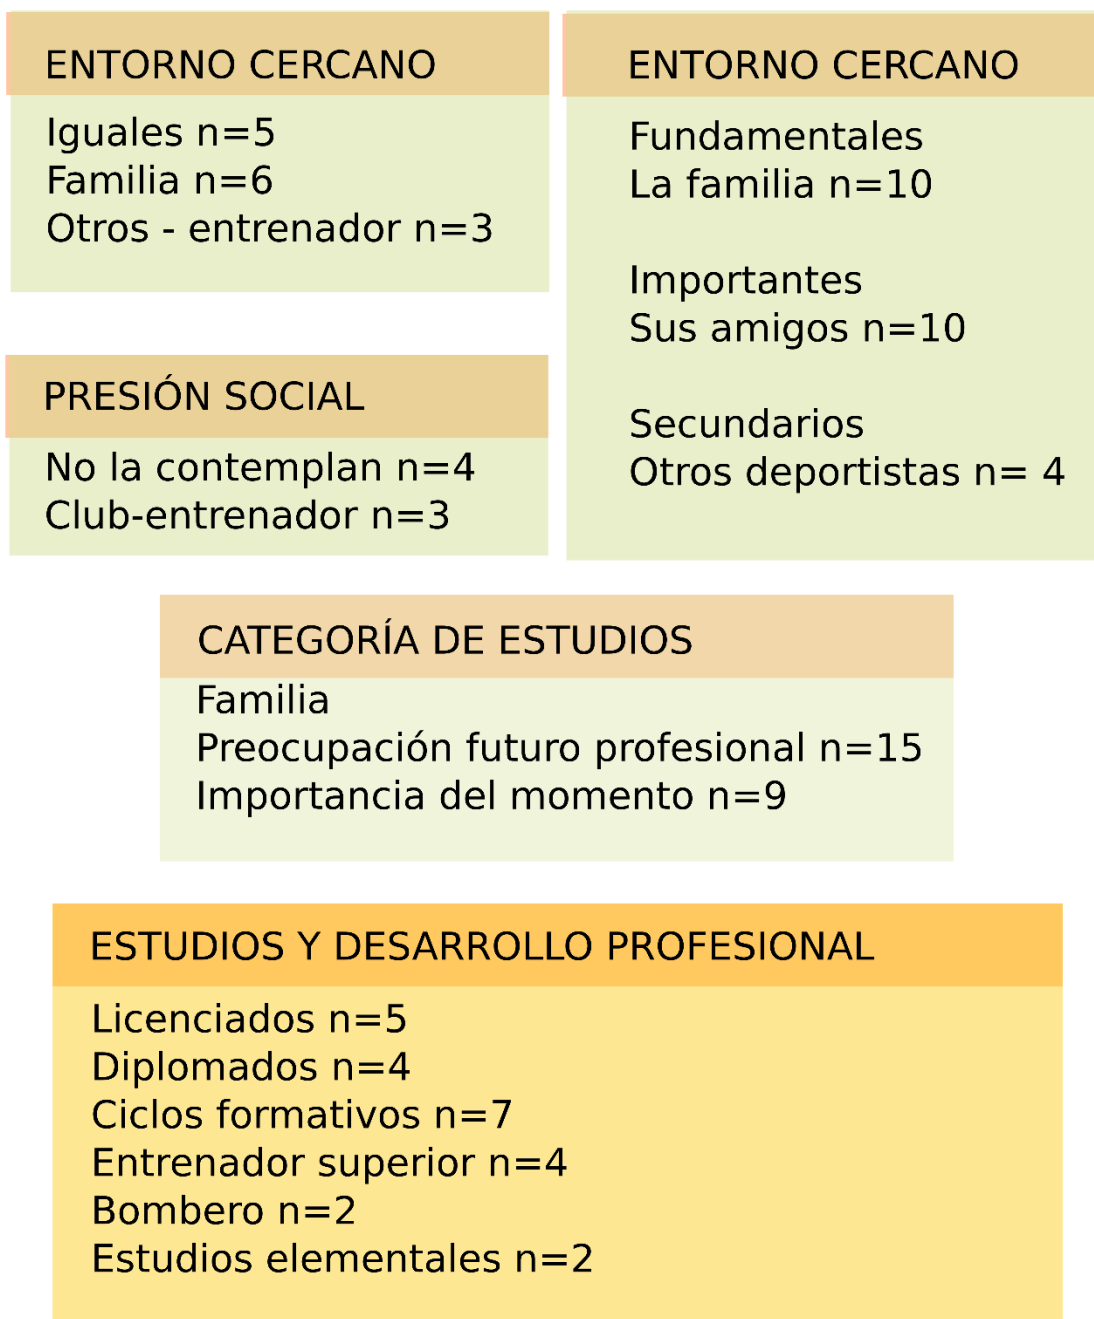 ENTORNO CERCANO
Iguales n=5
Familia n=6
Otros - entrenador n=3
PRESIÓN SOCIAL
No la contemplan n=4
Club-entrenador n=3
ENTORNO CERCANO
Fundamentales
La familia n=10
Importantes
Sus amigos n=10
Secundarios
Otros deportistas n= 4
CATEGORÍA DE ESTUDIOS
Familia
Preocupación futuro profesional n=15
Importancia del momento n=9
ESTUDIOS Y DESARROLLO PROFESIONAL
Licenciados n=5
Diplomados n=4
Ciclos formativos n=7
Entrenador superior n=4
Bombero n=2
Estudios elementales n=2